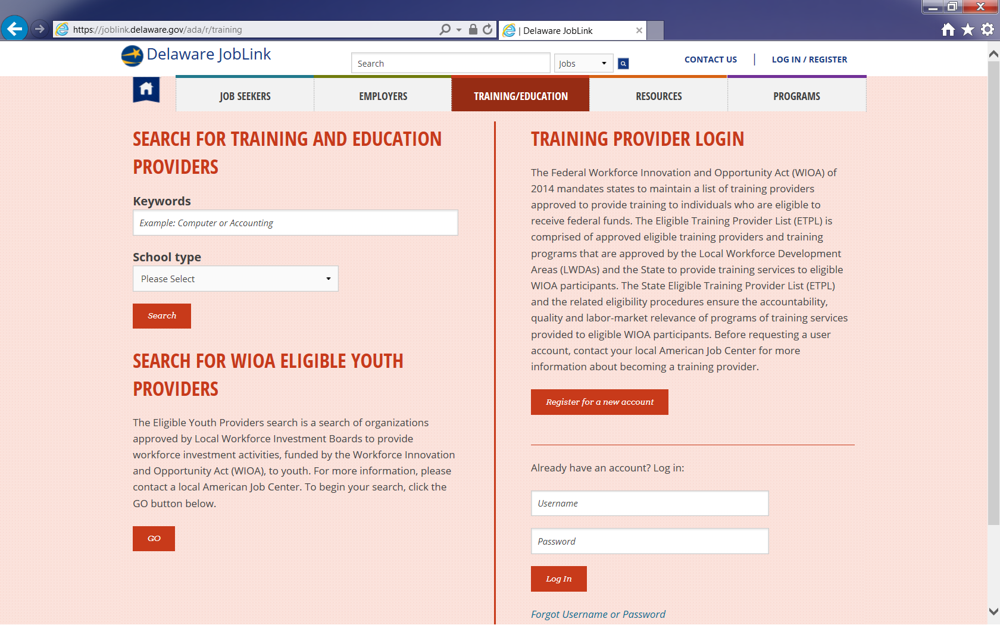 https://joblink.delaware.gov/ada/r/training
| Delaware JobLink
Delaware JobLink
Search
Jobs
CONTACT US
LOG IN / REGISTER
JOB SEEKERS
EMPLOYERS
TRAINING/EDUCATION
RESOURCES
PROGRAMS
SEARCH FOR TRAINING AND EDUCATION
PROVIDERS
Keywords
Example: Computer or Accounting
School type
Please Select
Search
SEARCH FOR WIOA ELIGIBLE YOUTH
PROVIDERS
The Eligible Youth Providers search is a search of organizations
approved by Local Workforce Investment Boards to provide
workforce investment activities, funded by the Workforce Innovation
and Opportunity Act (WIOA), to youth. For more information, please
contact a local American Job Center. To begin your search, click the
GO button below.
GO
TRAINING PROVIDER LOGIN
The Federal Workforce Innovation and Opportunity Act (WIOA) of
2014 mandates states to maintain a list of training providers
approved to provide training to individuals who are eligible to
receive federal funds. The Eligible Training Provider List (ETPL) is
comprised of approved eligible training providers and training
programs that are approved by the Local Workforce Development
Areas (LWDAs) and the State to provide training services to eligible
WIOA participants. The State Eligible Training Provider List (ETPL)
and the related eligibility procedures ensure the accountability,
quality and labor-market relevance of programs of training services
provided to eligible WIOA participants. Before requesting a user
account, contact your local American Job Center for more
information about becoming a training provider.
Register for a new account
Already have an account? Log in:
Username
Password
Log In
Forgot Username or Password